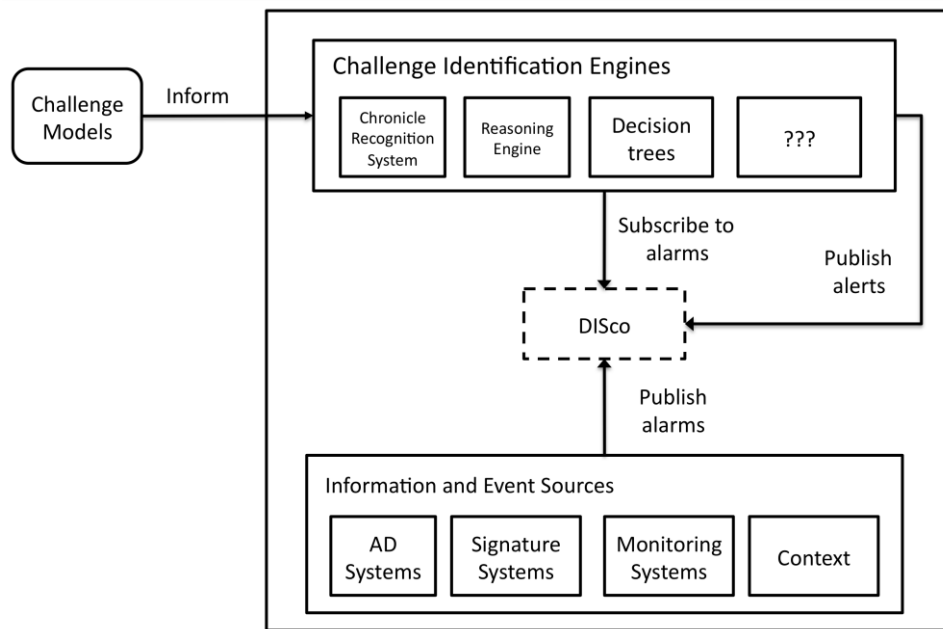 Challenge Identification Engines
Challenge
Models
Inform
Chronicle
Recognition
System
Reasoning
Engine
Decision
trees
???
Subscribe to
alarms
Publish
alerts
DISco
Publish
alarms
Information and Event Sources
AD
Systems
Signature
Systems
Monitoring
Systems
Context